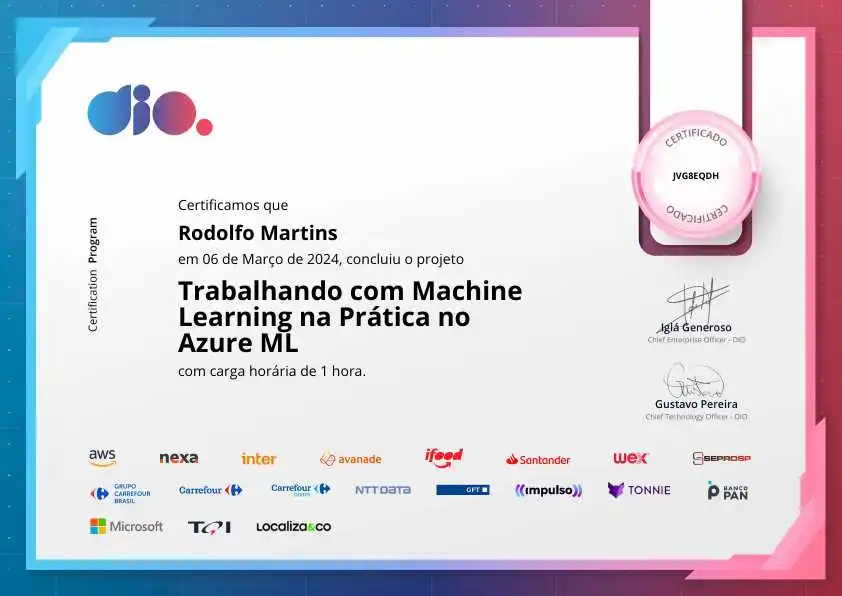 dio.
CERTIFICADO
JVG8EQDH
CERTIFICADO
Certification Program
Certificamos que
Rodolfo Martins
em 06 de Março de 2024, concluiu o projeto
Trabalhando com Machine
Learning na Prática no
Azure ML
com carga horária de 1 hora.
Iglá Generoso
Chief Enterprise Officer - DIO
Gustavo Pereira
Chief Technology Officer - DIO
aws nexa inter avanade ifood Santander wex SEPROSP
GRUPO CARREFOUR BRASIL Carrefour Carrefour NTT DATA GFT impulso TONNIE BANCO PAN
Microsoft Localiza&co